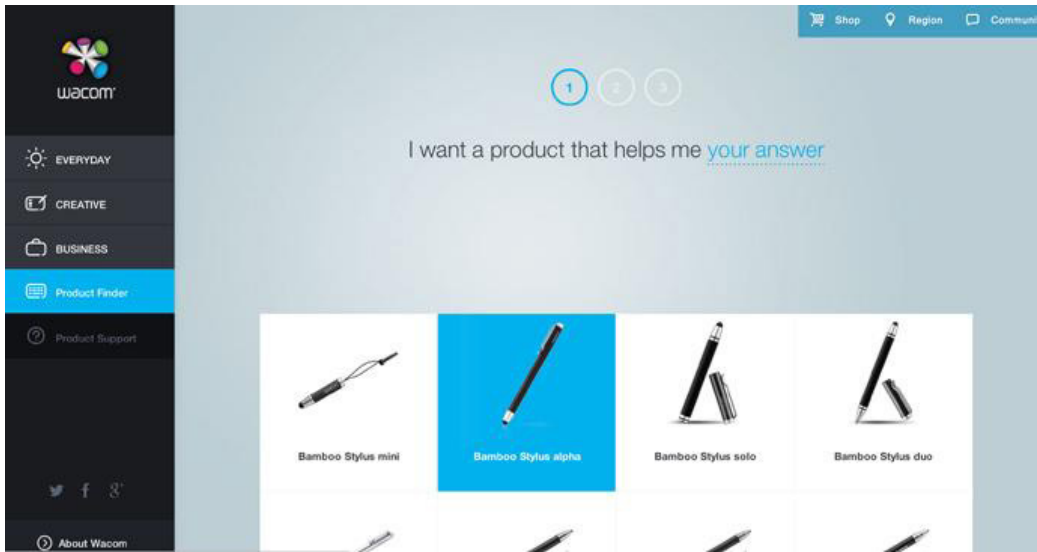 wacom
EVERYDAY
CREATIVE
BUSINESS
Product Finder
Product Support
About Wacom
Shop Region Communi
1 2 3
I want a product that helps me your answer
Bamboo Stylus mini
Bamboo Stylus alpha
Bamboo Stylus solo
Bamboo Stylus duo